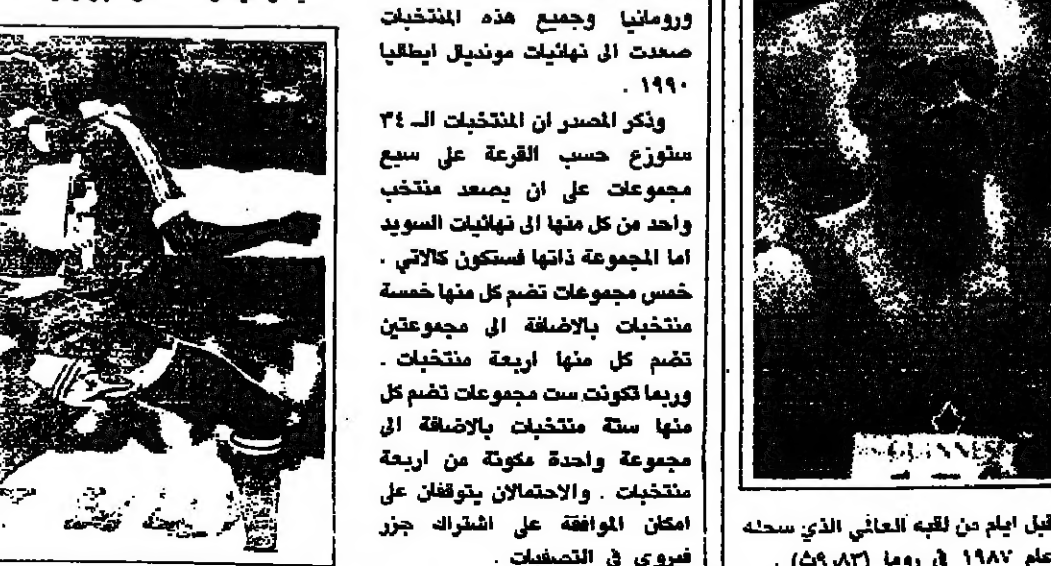 قبل ايام من لقبه العالمي الذي سجله
عام ١٩٨٧ في روما (٩،٨٣ث) .
ورومانيا وجميع هذه المنتخبات
صعدت الى نهائيات مونديال ايطاليا
١٩٩٠ .
وذكر المصدر ان المنتخبات الـ ٣٤
ستوزع حسب القرعة على سبع
مجموعات على ان يصعد منتخب
واحد من كل منها الى نهائيات السويد
اما المجموعة ذاتها فستكون كالاتي .
خمس مجموعات تضم كل منها خمسة
منتخبات بالاضافة الى مجموعتين
تضم كل منها اربعة منتخبات .
وربما تكونت ست مجموعات تضم كل
منها ستة منتخبات بالاضافة الى
مجموعة واحدة مكونة من اربعة
منتخبات . والاحتمالان يتوقفان على
امكان الموافقة على اشتراك جزر
فيروي في التصفيات .